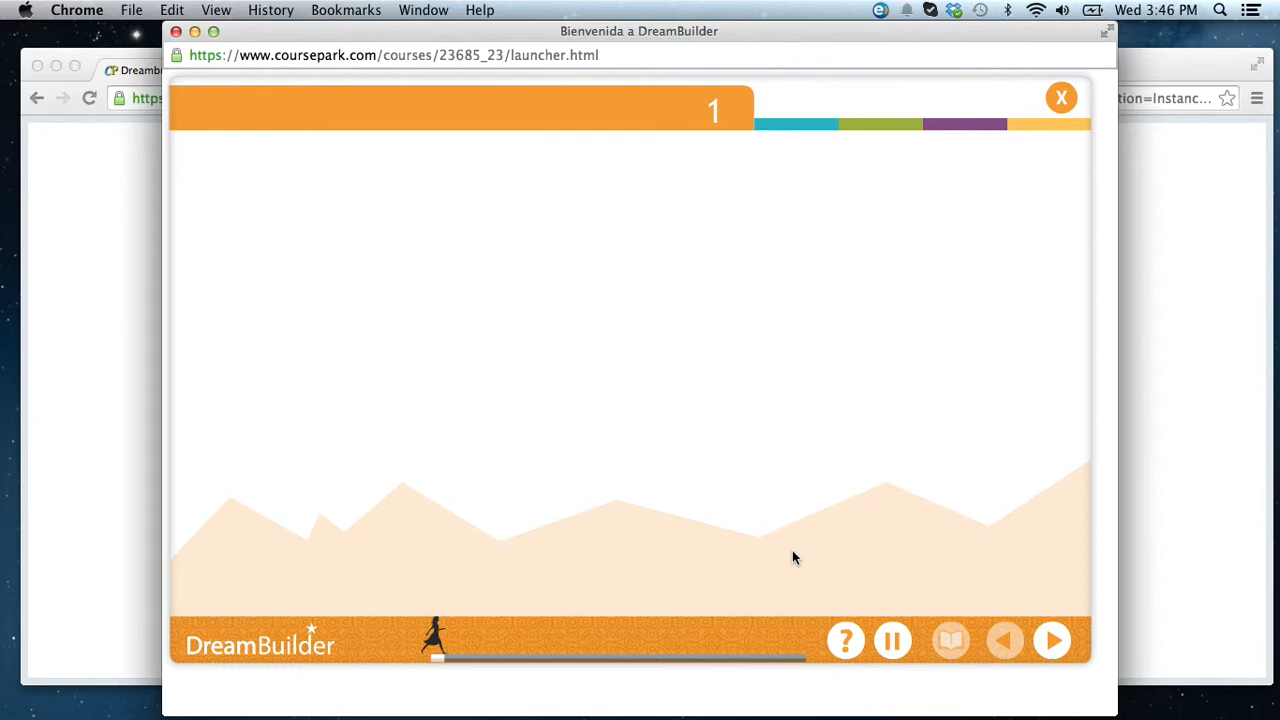 Chrome File Edit View History Bookmarks Window Help Wed 3:46 PM
Bienvenida a DreamBuilder
https://www.coursepark.com/courses/23685_23/launcher.html
CP Dreamb
https
tion=Instanc...
1
X
DreamBuilder
?